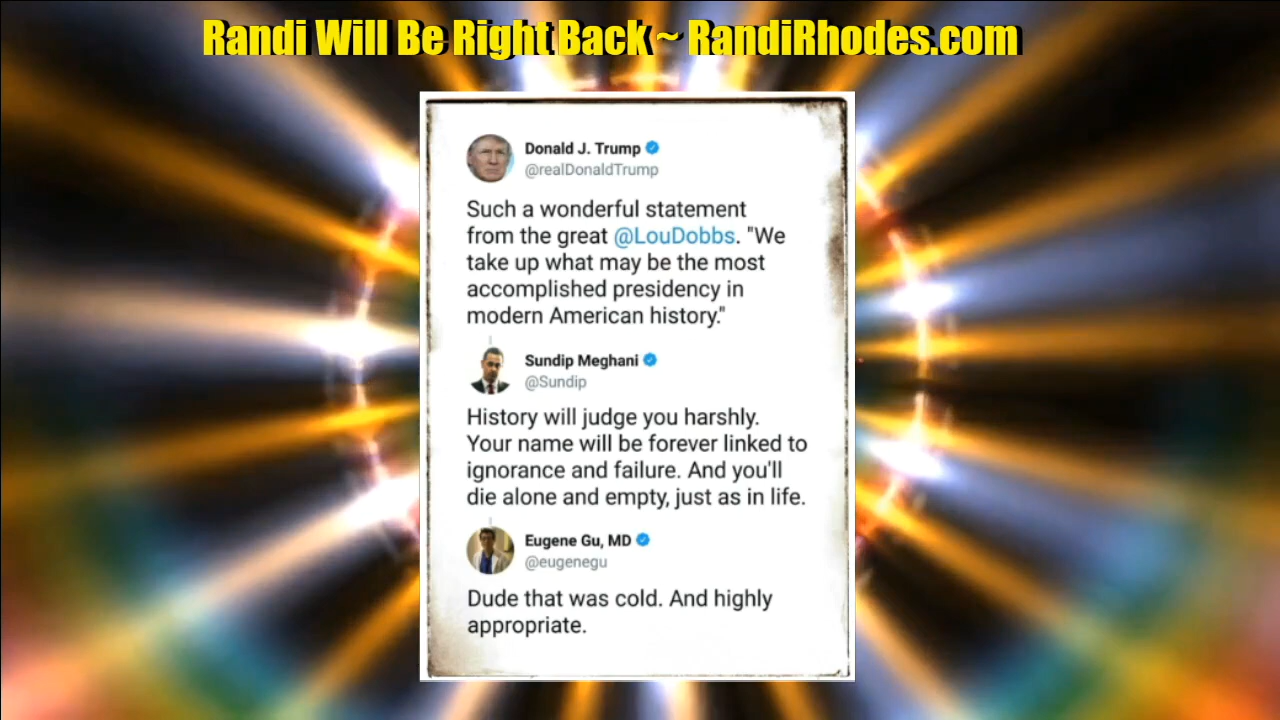 Randi Will Be Right Back ~ RandiRhodes.com
Donald J. Trump
@realDonaldTrump
Such a wonderful statement
from the great @LouDobbs. "We
take up what may be the most
accomplished presidency in
modern American history."
Sundip Meghani
@Sundip
History will judge you harshly.
Your name will be forever linked to
ignorance and failure. And you'll
die alone and empty, just as in life.
Eugene Gu, MD
@eugenegu
Dude that was cold. And highly
appropriate.